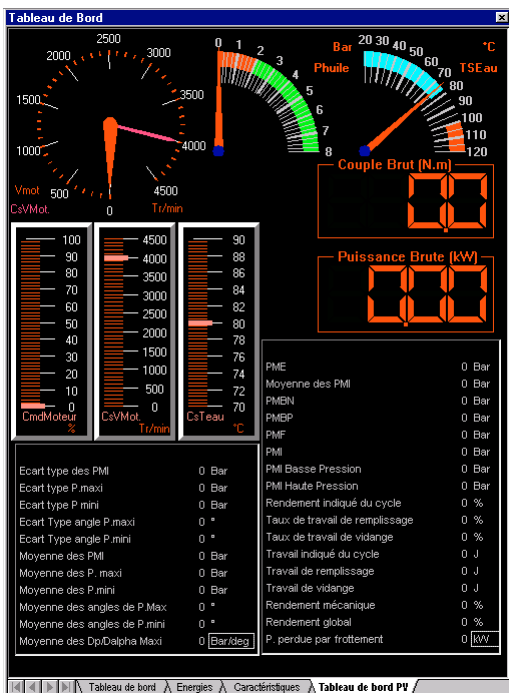 Tableau de Bord
2000
2500
3000
1500
3500
1000
4000
500
4500
0
Vmot
CsVMot.
Tr/min
0
1
2
3
4
5
6
7
8
Bar
Phuile
20
30
40
50
60
70
80
90
100
110
120
°C
TSEau
Couple Brut (N.m)
0.0
Puissance Brute (kW)
0.00
100
90
80
70
60
50
40
30
20
10
0
CmdMoteur
%
4500
4000
3500
3000
2500
2000
1500
1000
500
0
CsVMot.
Tr/min
90
88
86
84
82
80
78
76
74
72
70
CsTeau
°C
Ecart type des PMI 0 Bar
Ecart type P.maxi 0 Bar
Ecart type P mini 0 Bar
Ecart Type angle P.maxi 0 °
Ecart Type angle P.mini 0 °
Moyenne des PMI 0 Bar
Moyenne des P. maxi 0 Bar
Moyenne des P.mini 0 Bar
Moyenne des angles de P.Max 0 °
Moyenne des angles de P.mini 0 °
Moyenne des Dp/Dalpha Maxi 0 Bar/deg
PME 0 Bar
Moyenne des PMI 0 Bar
PMBN 0 Bar
PMBP 0 Bar
PMF 0 Bar
PMI 0 Bar
PMI Basse Pression 0 Bar
PMI Haute Pression 0 Bar
Rendement indiqué du cycle 0 %
Taux de travail de remplissage 0 %
Taux de travail de vidange 0 %
Travail indiqué du cycle 0 J
Travail de remplissage 0 J
Travail de vidange 0 J
Rendement mécanique 0 %
Rendement global 0 %
P. perdue par frottement 0 kW
Tableau de bord Energies Caractéristiques Tableau de bord PV